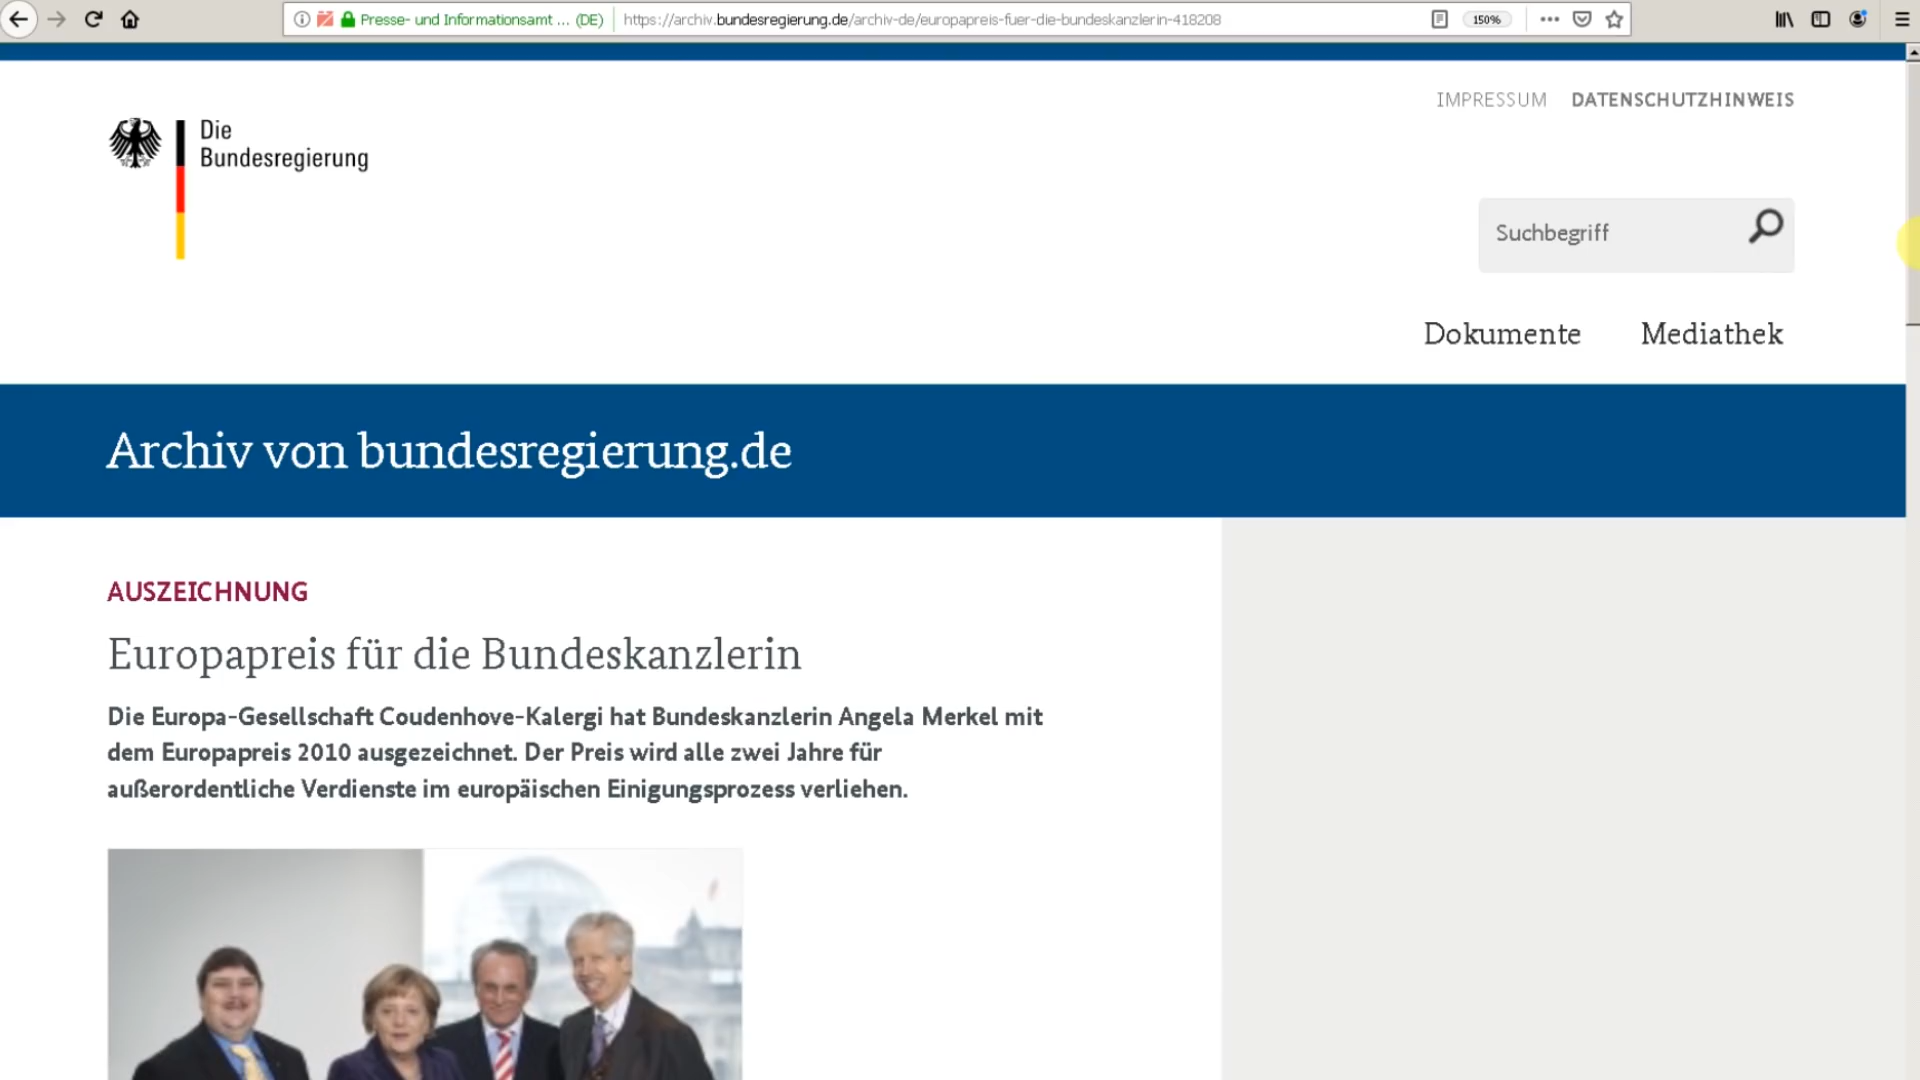 Presse- und Informationsamt ... (DE)
https://archiv.bundesregierung.de/archiv-de/europapreis-fuer-die-bundeskanzlerin-418208
150%
IMPRESSUM DATENSCHUTZHINWEIS
Die
Bundesregierung
Suchbegriff
Dokumente Mediathek
Archiv von bundesregierung.de
AUSZEICHNUNG
Europapreis für die Bundeskanzlerin
Die Europa-Gesellschaft Coudenhove-Kalergi hat Bundeskanzlerin Angela Merkel mit
dem Europapreis 2010 ausgezeichnet. Der Preis wird alle zwei Jahre für
außerordentliche Verdienste im europäischen Einigungsprozess verliehen.